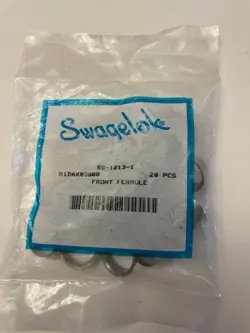 Swagelok
SS-1213-1
20 PCS
FRONT FERRULE